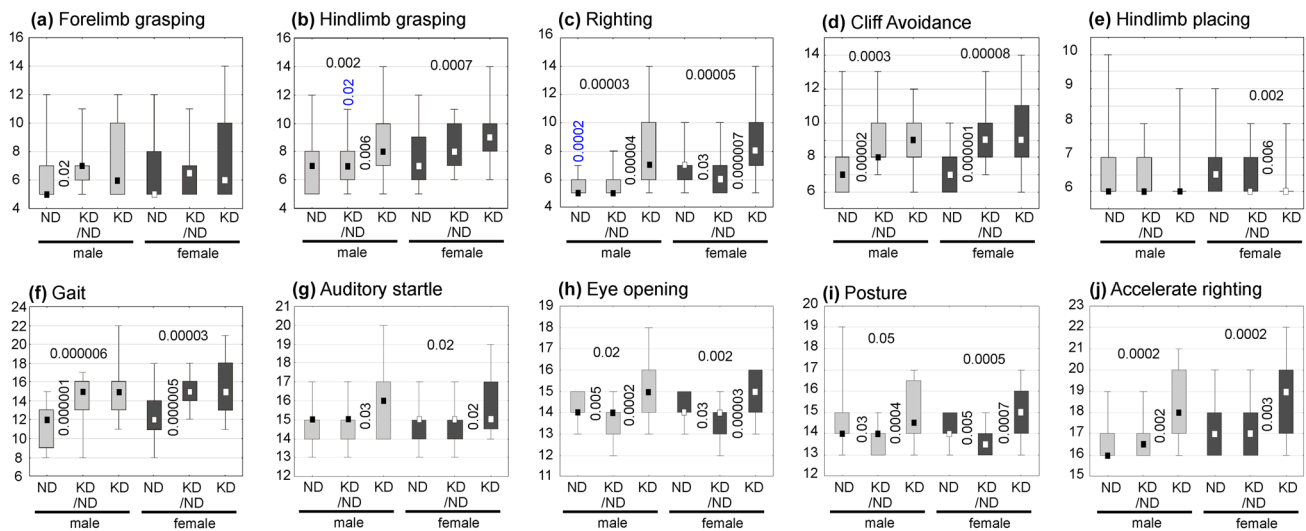 (a) Forelimb grasping
16
14
12
10
8
6
4
0.02
ND KD ND KD KD
/ND /ND
male female
(b) Hindlimb grasping
16
14
12
10
8
6
4
0.002
0.02
0.006
0.0007
ND KD KD ND KD KD
/ND /ND
male female
(c) Righting
16
14
12
10
8
6
4
0.00003
0.0002
0.00004
0.00005
0.03
0.000007
ND KD KD ND KD KD
/ND /ND
male female
(d) Cliff Avoidance
14
12
10
8
6
0.0003
0.00002
0.00008
0.000001
ND KD KD ND KD KD
/ND /ND
male female
(e) Hindlimb placing
10
9
8
7
6
0.002
0.006
ND KD KD ND KD KD
/ND /ND
male female
(f) Gait
24
22
20
18
16
14
12
10
8
6
0.000006
0.000001
0.00003
0.000005
ND KD KD ND KD KD
/ND /ND
male female
(g) Auditory startle
21
20
19
18
17
16
15
14
13
12
0.03
0.02
0.02
ND KD KD ND KD KD
/ND /ND
male female
(h) Eye opening
19
18
17
16
15
14
13
12
11
0.02
0.005
0.0002
0.002
0.03
0.00003
ND KD KD ND KD KD
/ND /ND
male female
(i) Posture
20
19
18
17
16
15
14
13
12
0.05
0.03
0.0004
0.0005
0.005
0.0007
ND KD KD ND KD KD
/ND /ND
male female
(j) Accelerate righting
23
22
21
20
19
18
17
16
15
0.0002
0.002
0.0002
0.003
ND KD KD ND KD KD
/ND /ND
male female